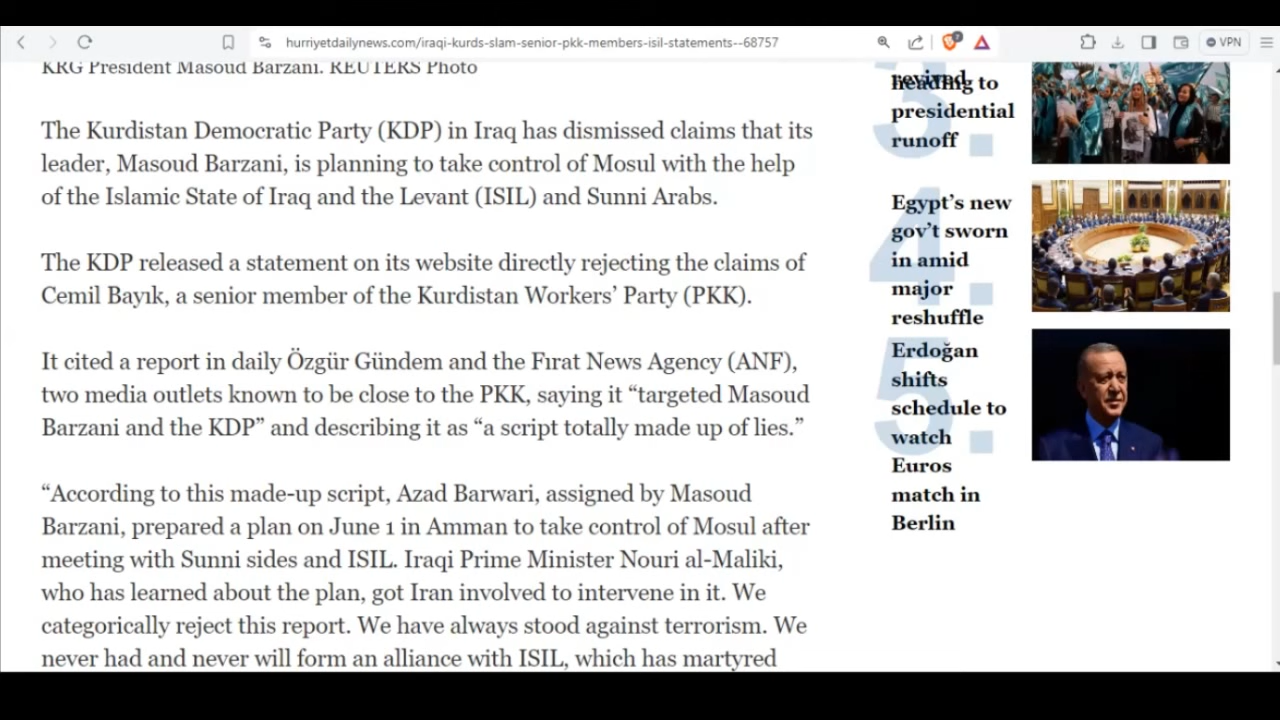 hurriyetdailynews.com/iraqi-kurds-slam-senior-pkk-members-isil-statements--68757
2
VPN
KRG President Masoud Barzani. REUTERS Photo
The Kurdistan Democratic Party (KDP) in Iraq has dismissed claims that its
leader, Masoud Barzani, is planning to take control of Mosul with the help
of the Islamic State of Iraq and the Levant (ISIL) and Sunni Arabs.
The KDP released a statement on its website directly rejecting the claims of
Cemil Bayık, a senior member of the Kurdistan Workers’ Party (PKK).
It cited a report in daily Özgür Gündem and the Fırat News Agency (ANF),
two media outlets known to be close to the PKK, saying it “targeted Masoud
Barzani and the KDP” and describing it as “a script totally made up of lies.”
“According to this made-up script, Azad Barwari, assigned by Masoud
Barzani, prepared a plan on June 1 in Amman to take control of Mosul after
meeting with Sunni sides and ISIL. Iraqi Prime Minister Nouri al-Maliki,
who has learned about the plan, got Iran involved to intervene in it. We
categorically reject this report. We have always stood against terrorism. We
never had and never will form an alliance with ISIL, which has martyred
3.
revived
heading to
presidential
runoff
4.
Egypt’s new
gov’t sworn
in amid
major
reshuffle
5.
Erdoğan
shifts
schedule to
watch
Euros
match in
Berlin